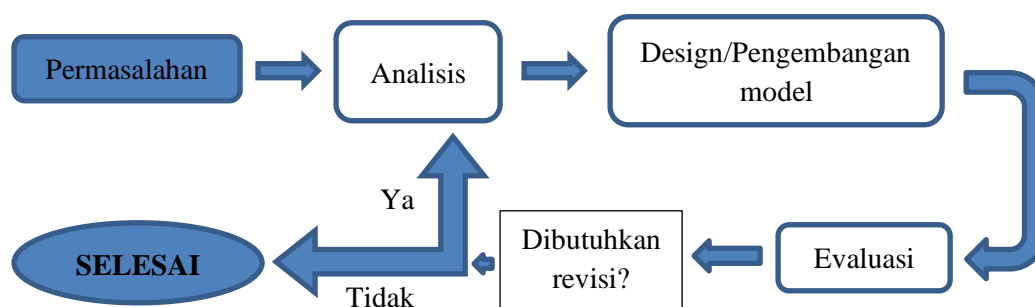 Permasalahan
Analisis
Design/Pengembangan
model
Ya
SELESAI
Tidak
Dibutuhkan
revisi?
Evaluasi